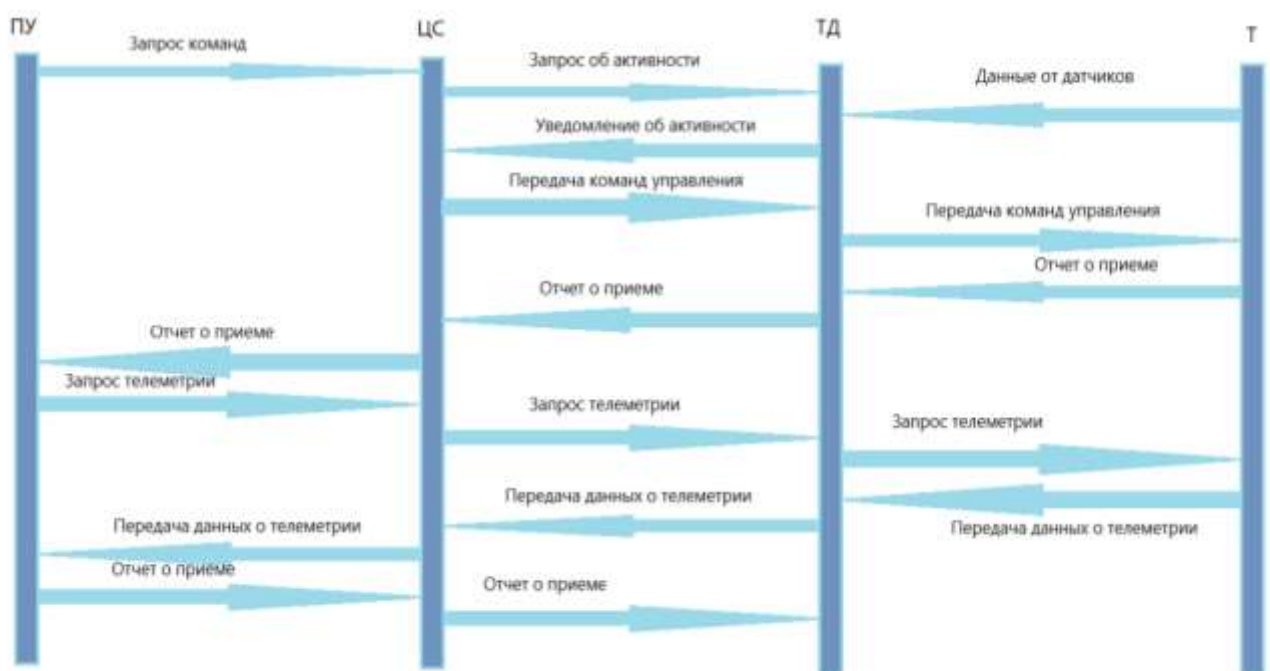 ПУ
ЦС
ТД
Т
Запрос команд
Запрос об активности
Данные от датчиков
Уведомление об активности
Передача команд управления
Передача команд управления
Отчет о приеме
Отчет о приеме
Отчет о приеме
Запрос телеметрии
Запрос телеметрии
Запрос телеметрии
Передача данных о телеметрии
Передача данных о телеметрии
Передача данных о телеметрии
Отчет о приеме
Отчет о приеме